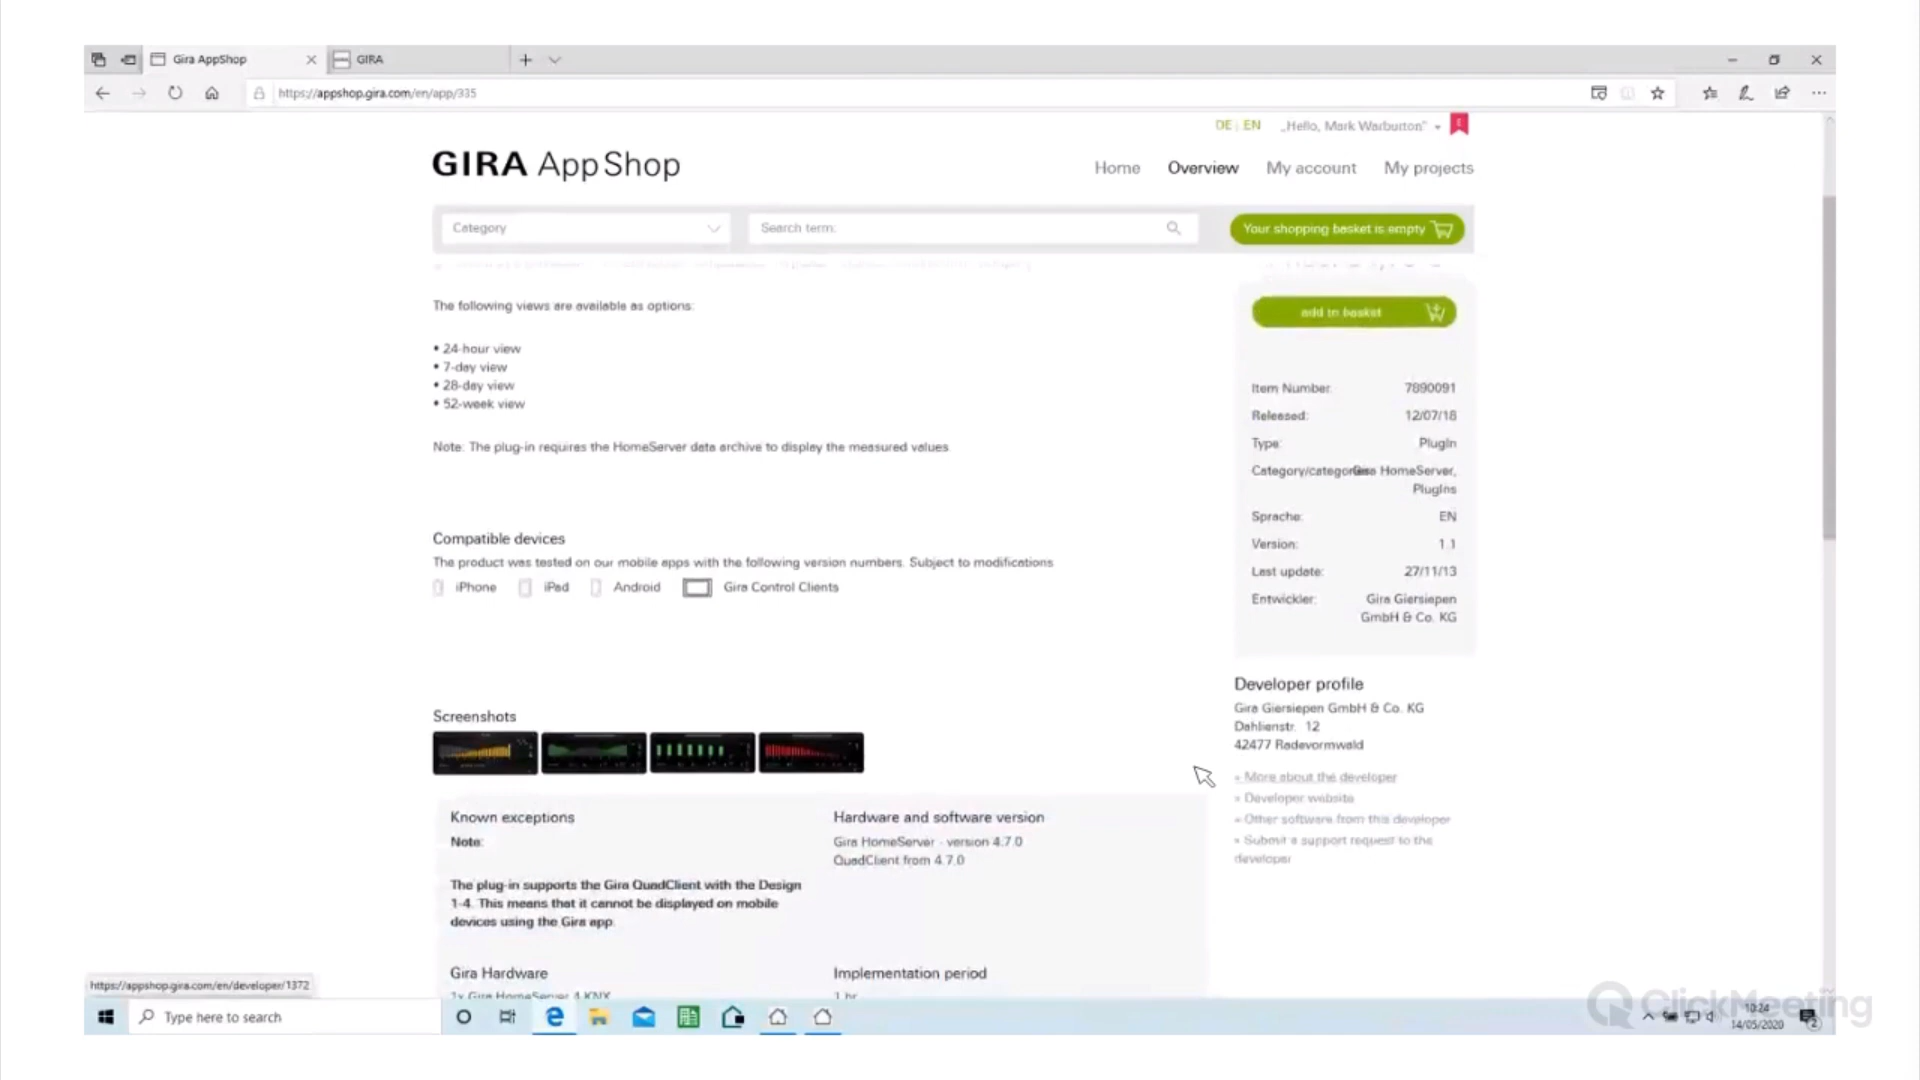 Gira AppShop
GIRA
https://appshop.gira.com/en/app/335
DE | EN
„Hello, Mark Warburton"
GIRA AppShop
Home
Overview
My account
My projects
Category
Search term:
Your shopping basket is empty
The following views are available as options:
• 24-hour view
• 7-day view
• 28-day view
• 52-week view
Note: The plug-in requires the HomeServer data archive to display the measured values
add to basket
Item Number: 7890091
Released: 12/07/18
Type: PlugIn
Category/categories Gira HomeServer,
PlugIns
Sprache: EN
Version: 1.1
Last update: 27/11/13
Entwickler: Gira Giersiepen
GmbH & Co. KG
Compatible devices
The product was tested on our mobile apps with the following version numbers. Subject to modifications
iPhone
iPad
Android
Gira Control Clients
Developer profile
Gira Giersiepen GmbH & Co. KG
Dahlienstr. 12
42477 Radevormwald
» More about the developer
» Developer website
» Other software from this developer
» Submit a support request to the
developer
Screenshots
Known exceptions
Note:
The plug-in supports the Gira QuadClient with the Design
1-4. This means that it cannot be displayed on mobile
devices using the Gira app.
Hardware and software version
Gira HomeServer - version 4.7.0
QuadClient from 4.7.0
Gira Hardware
1x Gira HomeServer 4 KNX
Implementation period
1 hr
https://appshop.gira.com/en/developer/1372
Type here to search
ClickMeeting
10:24
14/05/2020